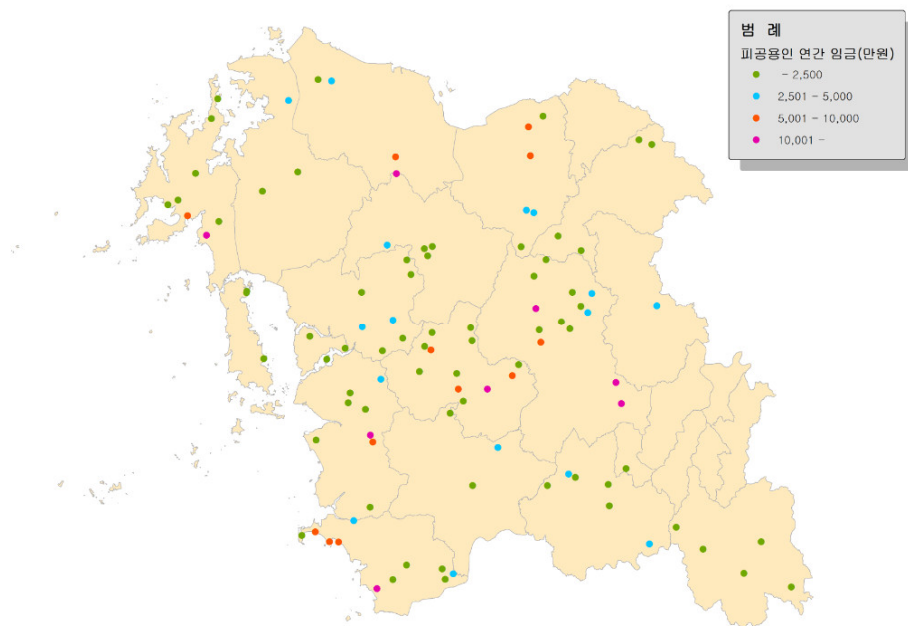 범 례
피공용인 연간 임금(만원)
- 2,500
2,501 - 5,000
5,001 - 10,000
10,001 -